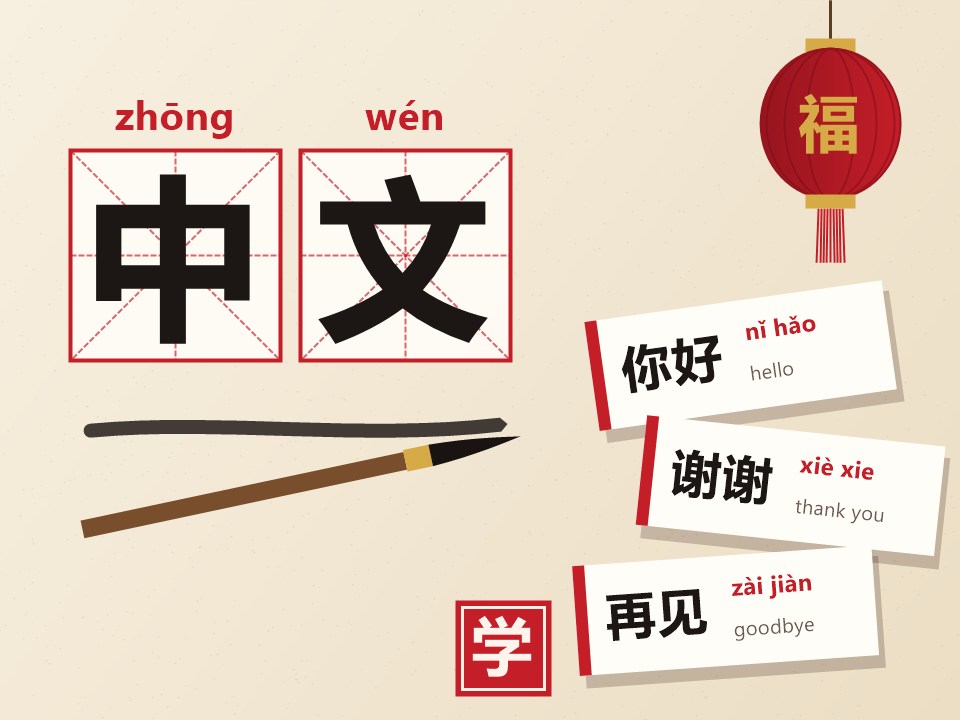 zhōng wén
中文
福
你好
nǐ hǎo
hello
谢谢
xiè xie
thank you
再见
zài jiàn
goodbye
学